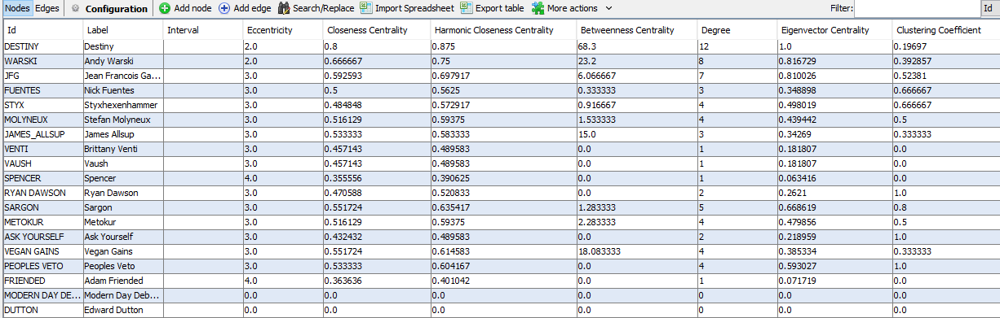 Nodes Edges Configuration Add node Add edge Search/Replace Import Spreadsheet Export table More actions Filter: Id
Id Label Interval Eccentricity Closeness Centrality Harmonic Closeness Centrality Betweenness Centrality Degree Eigenvector Centrality Clustering Coefficient
DESTINY Destiny 2.0 0.8 0.875 68.3 12 1.0 0.19697
WARSKI Andy Warski 2.0 0.666667 0.75 23.2 8 0.816729 0.392857
JFG Jean Francois Ga... 3.0 0.592593 0.697917 6.066667 7 0.810026 0.52381
FUENTES Nick Fuentes 3.0 0.5 0.5625 0.333333 3 0.348898 0.666667
STYX Styxhexenhammer 3.0 0.484848 0.572917 0.916667 4 0.498019 0.666667
MOLYNEUX Stefan Molyneux 3.0 0.516129 0.59375 1.533333 4 0.439442 0.5
JAMES_ALLSUP James Allsup 3.0 0.533333 0.583333 15.0 3 0.34269 0.333333
VENTI Brittany Venti 3.0 0.457143 0.489583 0.0 1 0.181807 0.0
VAUSH Vaush 3.0 0.457143 0.489583 0.0 1 0.181807 0.0
SPENCER Spencer 4.0 0.355556 0.390625 0.0 1 0.063416 0.0
RYAN DAWSON Ryan Dawson 3.0 0.470588 0.520833 0.0 2 0.2621 1.0
SARGON Sargon 3.0 0.551724 0.635417 1.283333 5 0.668619 0.8
METOKUR Metokur 3.0 0.516129 0.59375 2.283333 4 0.479856 0.5
ASK YOURSELF Ask Yourself 3.0 0.432432 0.489583 0.0 2 0.218959 1.0
VEGAN GAINS Vegan Gains 3.0 0.551724 0.614583 18.083333 4 0.385334 0.333333
PEOPLES VETO Peoples Veto 3.0 0.533333 0.604167 0.0 4 0.593027 1.0
FRIENDED Adam Friended 4.0 0.363636 0.401042 0.0 1 0.071719 0.0
MODERN DAY DE... Modern Day Deb... 0.0 0.0 0.0 0.0 0 0.0 0.0
DUTTON Edward Dutton 0.0 0.0 0.0 0.0 0 0.0 0.0